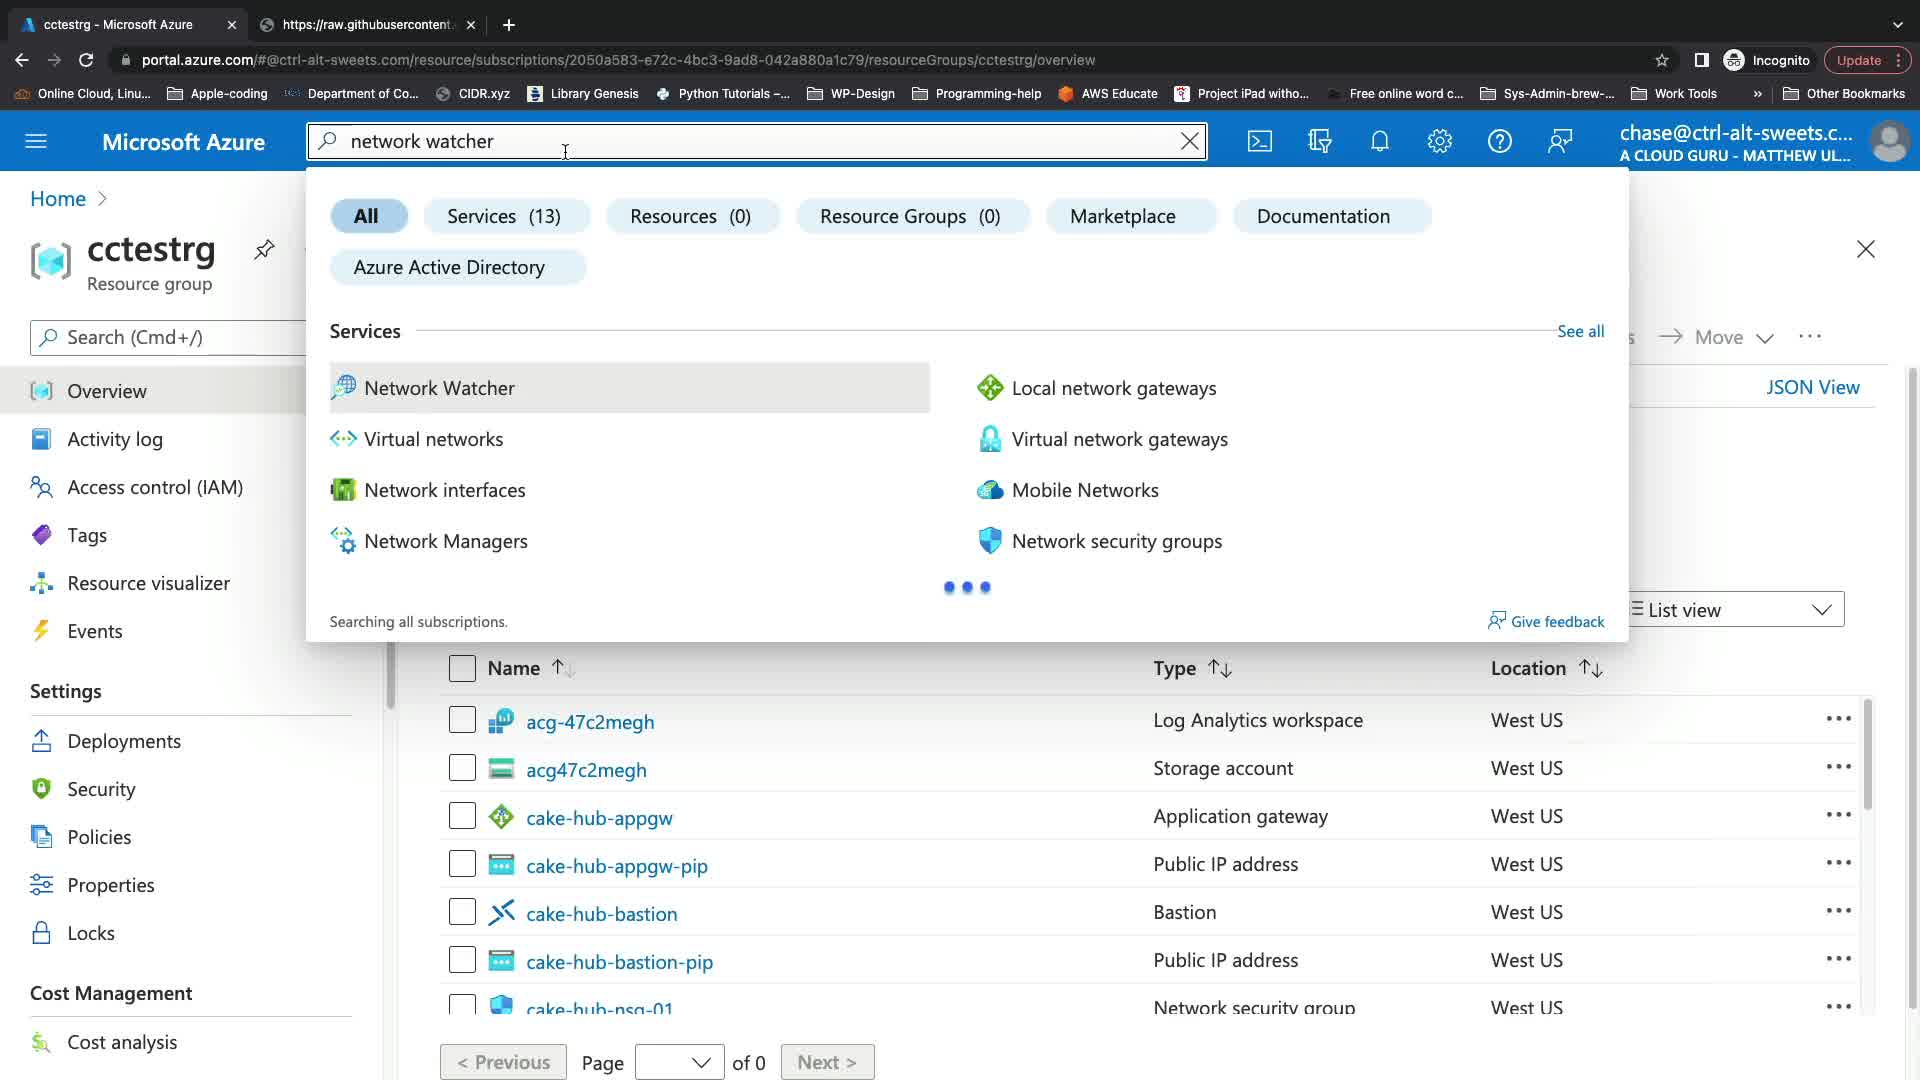 cctestrg - Microsoft Azure
https://raw.githubusercontent.
portal.azure.com/#@ctrl-alt-sweets.com/resource/subscriptions/2050a583-e72c-4bc3-9ad8-042a880a1c79/resourceGroups/cctestrg/overview
Incognito
Update
Online Cloud, Linu...
Apple-coding
Department of Co...
CIDR.xyz
Library Genesis
Python Tutorials –...
WP-Design
Programming-help
AWS Educate
Project iPad witho...
Free online word c...
Sys-Admin-brew-...
Work Tools
»
Other Bookmarks
Microsoft Azure
network watcher
chase@ctrl-alt-sweets.c...
A CLOUD GURU - MATTHEW UL...
Home >
cctestrg
Resource group
Search (Cmd+/)
Overview
Activity log
Access control (IAM)
Tags
Resource visualizer
Events
Settings
Deployments
Security
Policies
Properties
Locks
Cost Management
Cost analysis
All
Services (13)
Resources (0)
Resource Groups (0)
Marketplace
Documentation
Azure Active Directory
Services
See all
Network Watcher
Local network gateways
Virtual networks
Virtual network gateways
Network interfaces
Mobile Networks
Network Managers
Network security groups
Searching all subscriptions.
Give feedback
s
Move
JSON View
List view
Name
Type
Location
acg-47c2megh
Log Analytics workspace
West US
acg47c2megh
Storage account
West US
cake-hub-appgw
Application gateway
West US
cake-hub-appgw-pip
Public IP address
West US
cake-hub-bastion
Bastion
West US
cake-hub-bastion-pip
Public IP address
West US
cake-hub-nsg-01
Network security group
West US
< Previous
Page
of 0
Next >